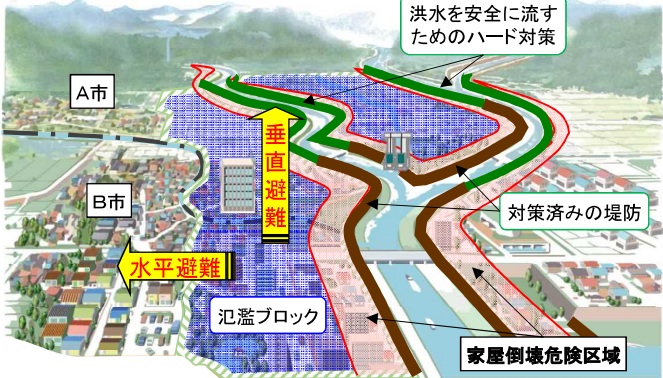 洪水を安全に流す
ためのハード対策
A市
垂直避難
B市
対策済みの堤防
水平避難
氾濫ブロック
家屋倒壊危険区域